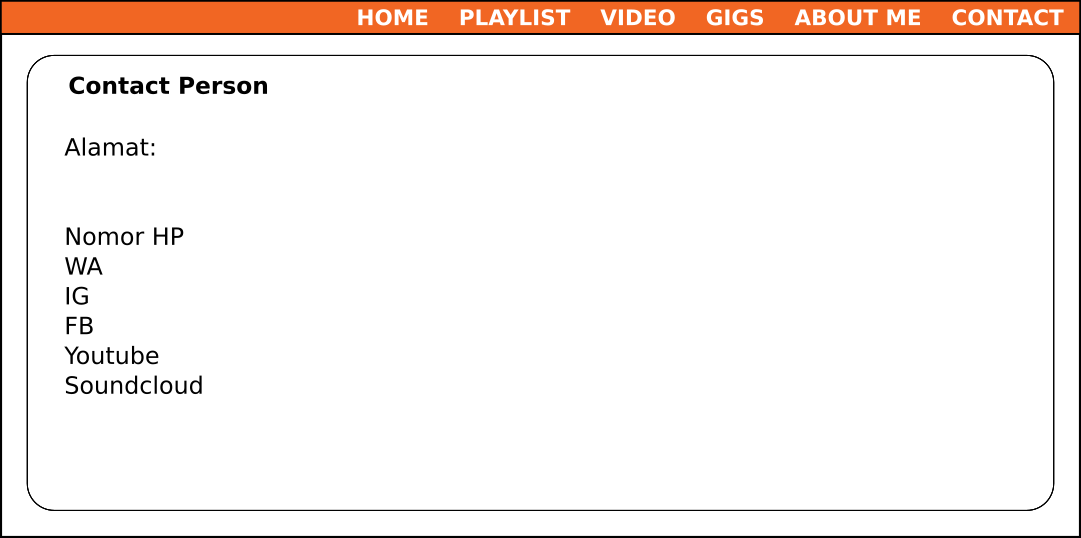 HOME PLAYLIST VIDEO GIGS ABOUT ME CONTACT
Contact Person
Alamat:
Nomor HP
WA
IG
FB
Youtube
Soundcloud